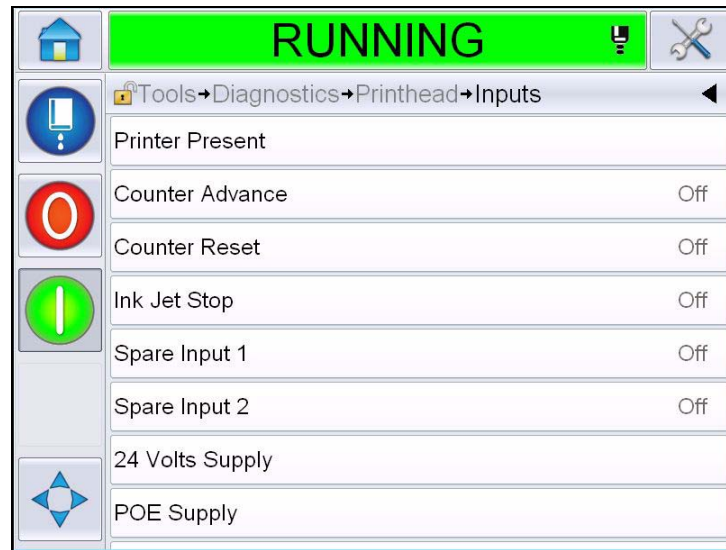 RUNNING
Tools→Diagnostics→Printhead→Inputs
Printer Present
Counter Advance Off
Counter Reset Off
Ink Jet Stop Off
Spare Input 1 Off
Spare Input 2 Off
24 Volts Supply
POE Supply